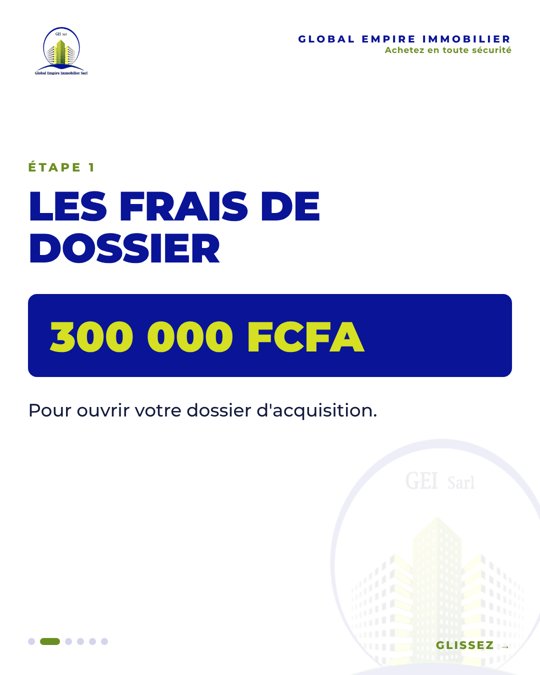 GEI Sarl
Global Empire Immobilier Sarl
GLOBAL EMPIRE IMMOBILIER
Achetez en toute sécurité
ÉTAPE 1
LES FRAIS DE
DOSSIER
300 000 FCFA
Pour ouvrir votre dossier d'acquisition.
GEI Sarl
GLISSEZ →